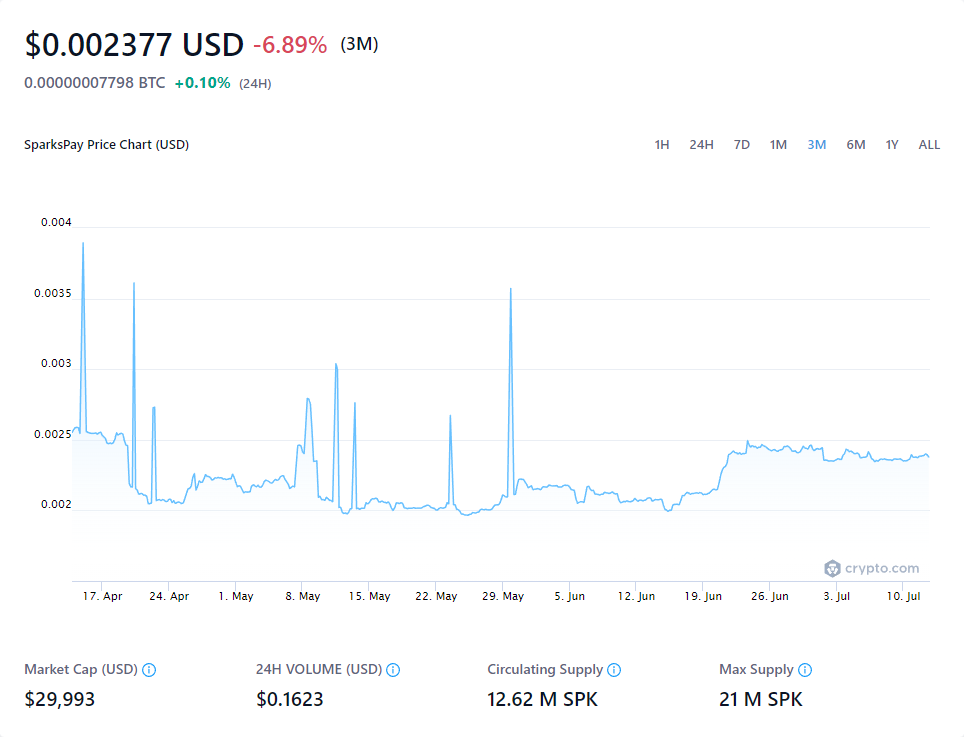 $0.002377 USD -6.89% (3M)
0.00000007798 BTC +0.10% (24H)
SparksPay Price Chart (USD) 1H 24H 7D 1M 3M 6M 1Y ALL
0.004
0.0035
0.003
0.0025
0.002
crypto.com
17. Apr 24. Apr 1. May 8. May 15. May 22. May 29. May 5. Jun 12. Jun 19. Jun 26. Jun 3. Jul 10. Jul
Market Cap (USD) 24H VOLUME (USD) Circulating Supply Max Supply
$29,993 $0.1623 12.62 M SPK 21 M SPK